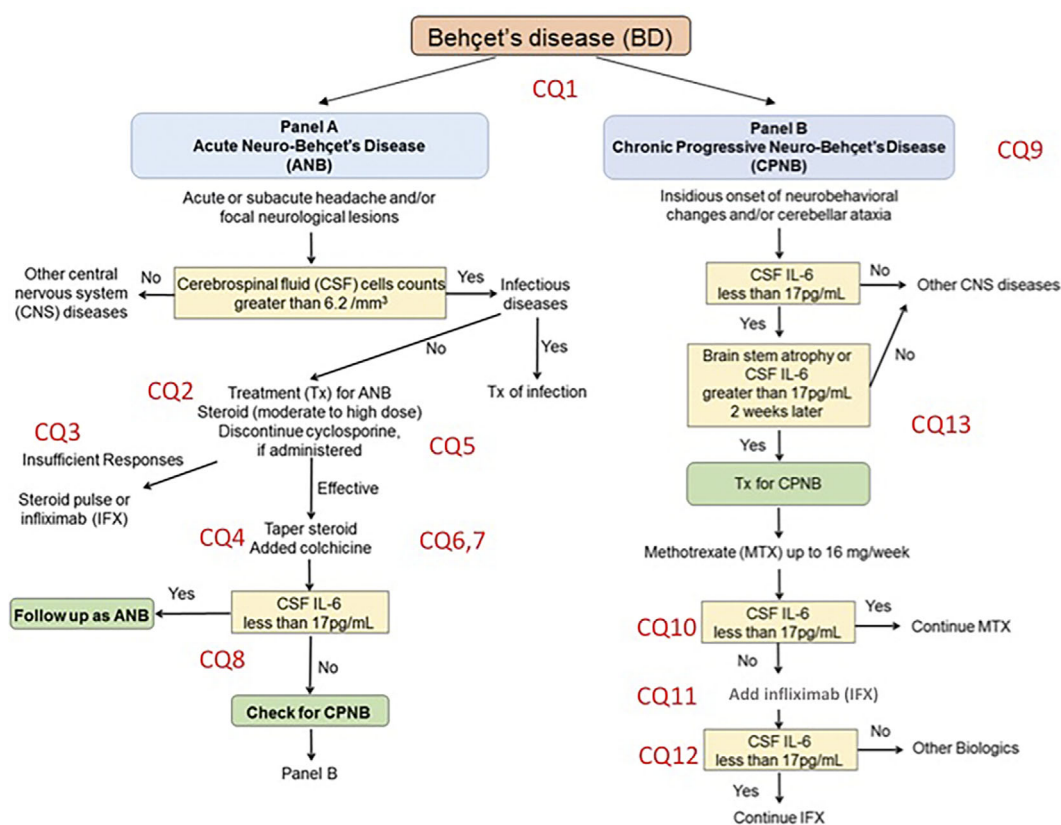 Behçet's disease (BD)
CQ1
Panel A
Acute Neuro-Behçet's Disease
(ANB)
Acute or subacute headache and/or
focal neurological lesions
Other central
nervous system
(CNS) diseases
No
Cerebrospinal fluid (CSF) cells counts
greater than 6.2 /mm³
Yes
Infectious
diseases
No
Yes
Tx of infection
CQ2
Treatment (Tx) for ANB
Steroid (moderate to high dose)
Discontinue cyclosporine,
if administered
CQ3
CQ5
Insufficient Responses
Steroid pulse or
infliximab (IFX)
Effective
CQ4
Taper steroid
Added colchicine
CQ6,7
Follow up as ANB
Yes
CSF IL-6
less than 17pg/mL
CQ8
No
Check for CPNB
Panel B
Panel B
Chronic Progressive Neuro-Behçet's Disease
(CPNB)
CQ9
Insidious onset of neurobehavioral
changes and/or cerebellar ataxia
CSF IL-6
less than 17pg/mL
No
Other CNS diseases
Yes
Brain stem atrophy or
CSF IL-6
greater than 17pg/mL
2 weeks later
No
CQ13
Yes
Tx for CPNB
Methotrexate (MTX) up to 16 mg/week
CQ10
CSF IL-6
less than 17pg/mL
Yes
Continue MTX
No
CQ11
Add infliximab (IFX)
CQ12
CSF IL-6
less than 17pg/mL
No
Other Biologics
Yes
Continue IFX